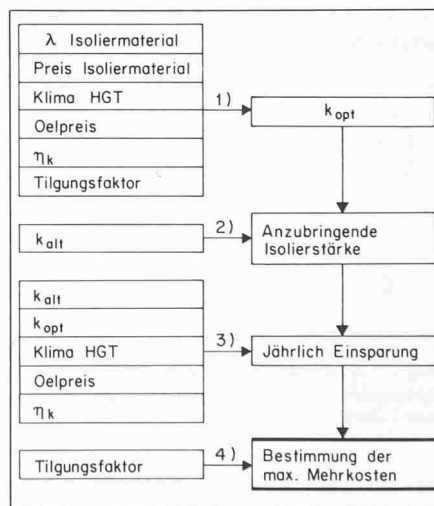 λ Isoliermaterial
Preis Isoliermaterial
Klima HGT
Oelpreis
ηk
Tilgungsfaktor
1)
kopt
kalt
2)
Anzubringende
Isolierstärke
kalt
kopt
Klima HGT
Oelpreis
ηk
3)
Jährlich Einsparung
Tilgungsfaktor
4)
Bestimmung der
max. Mehrkosten